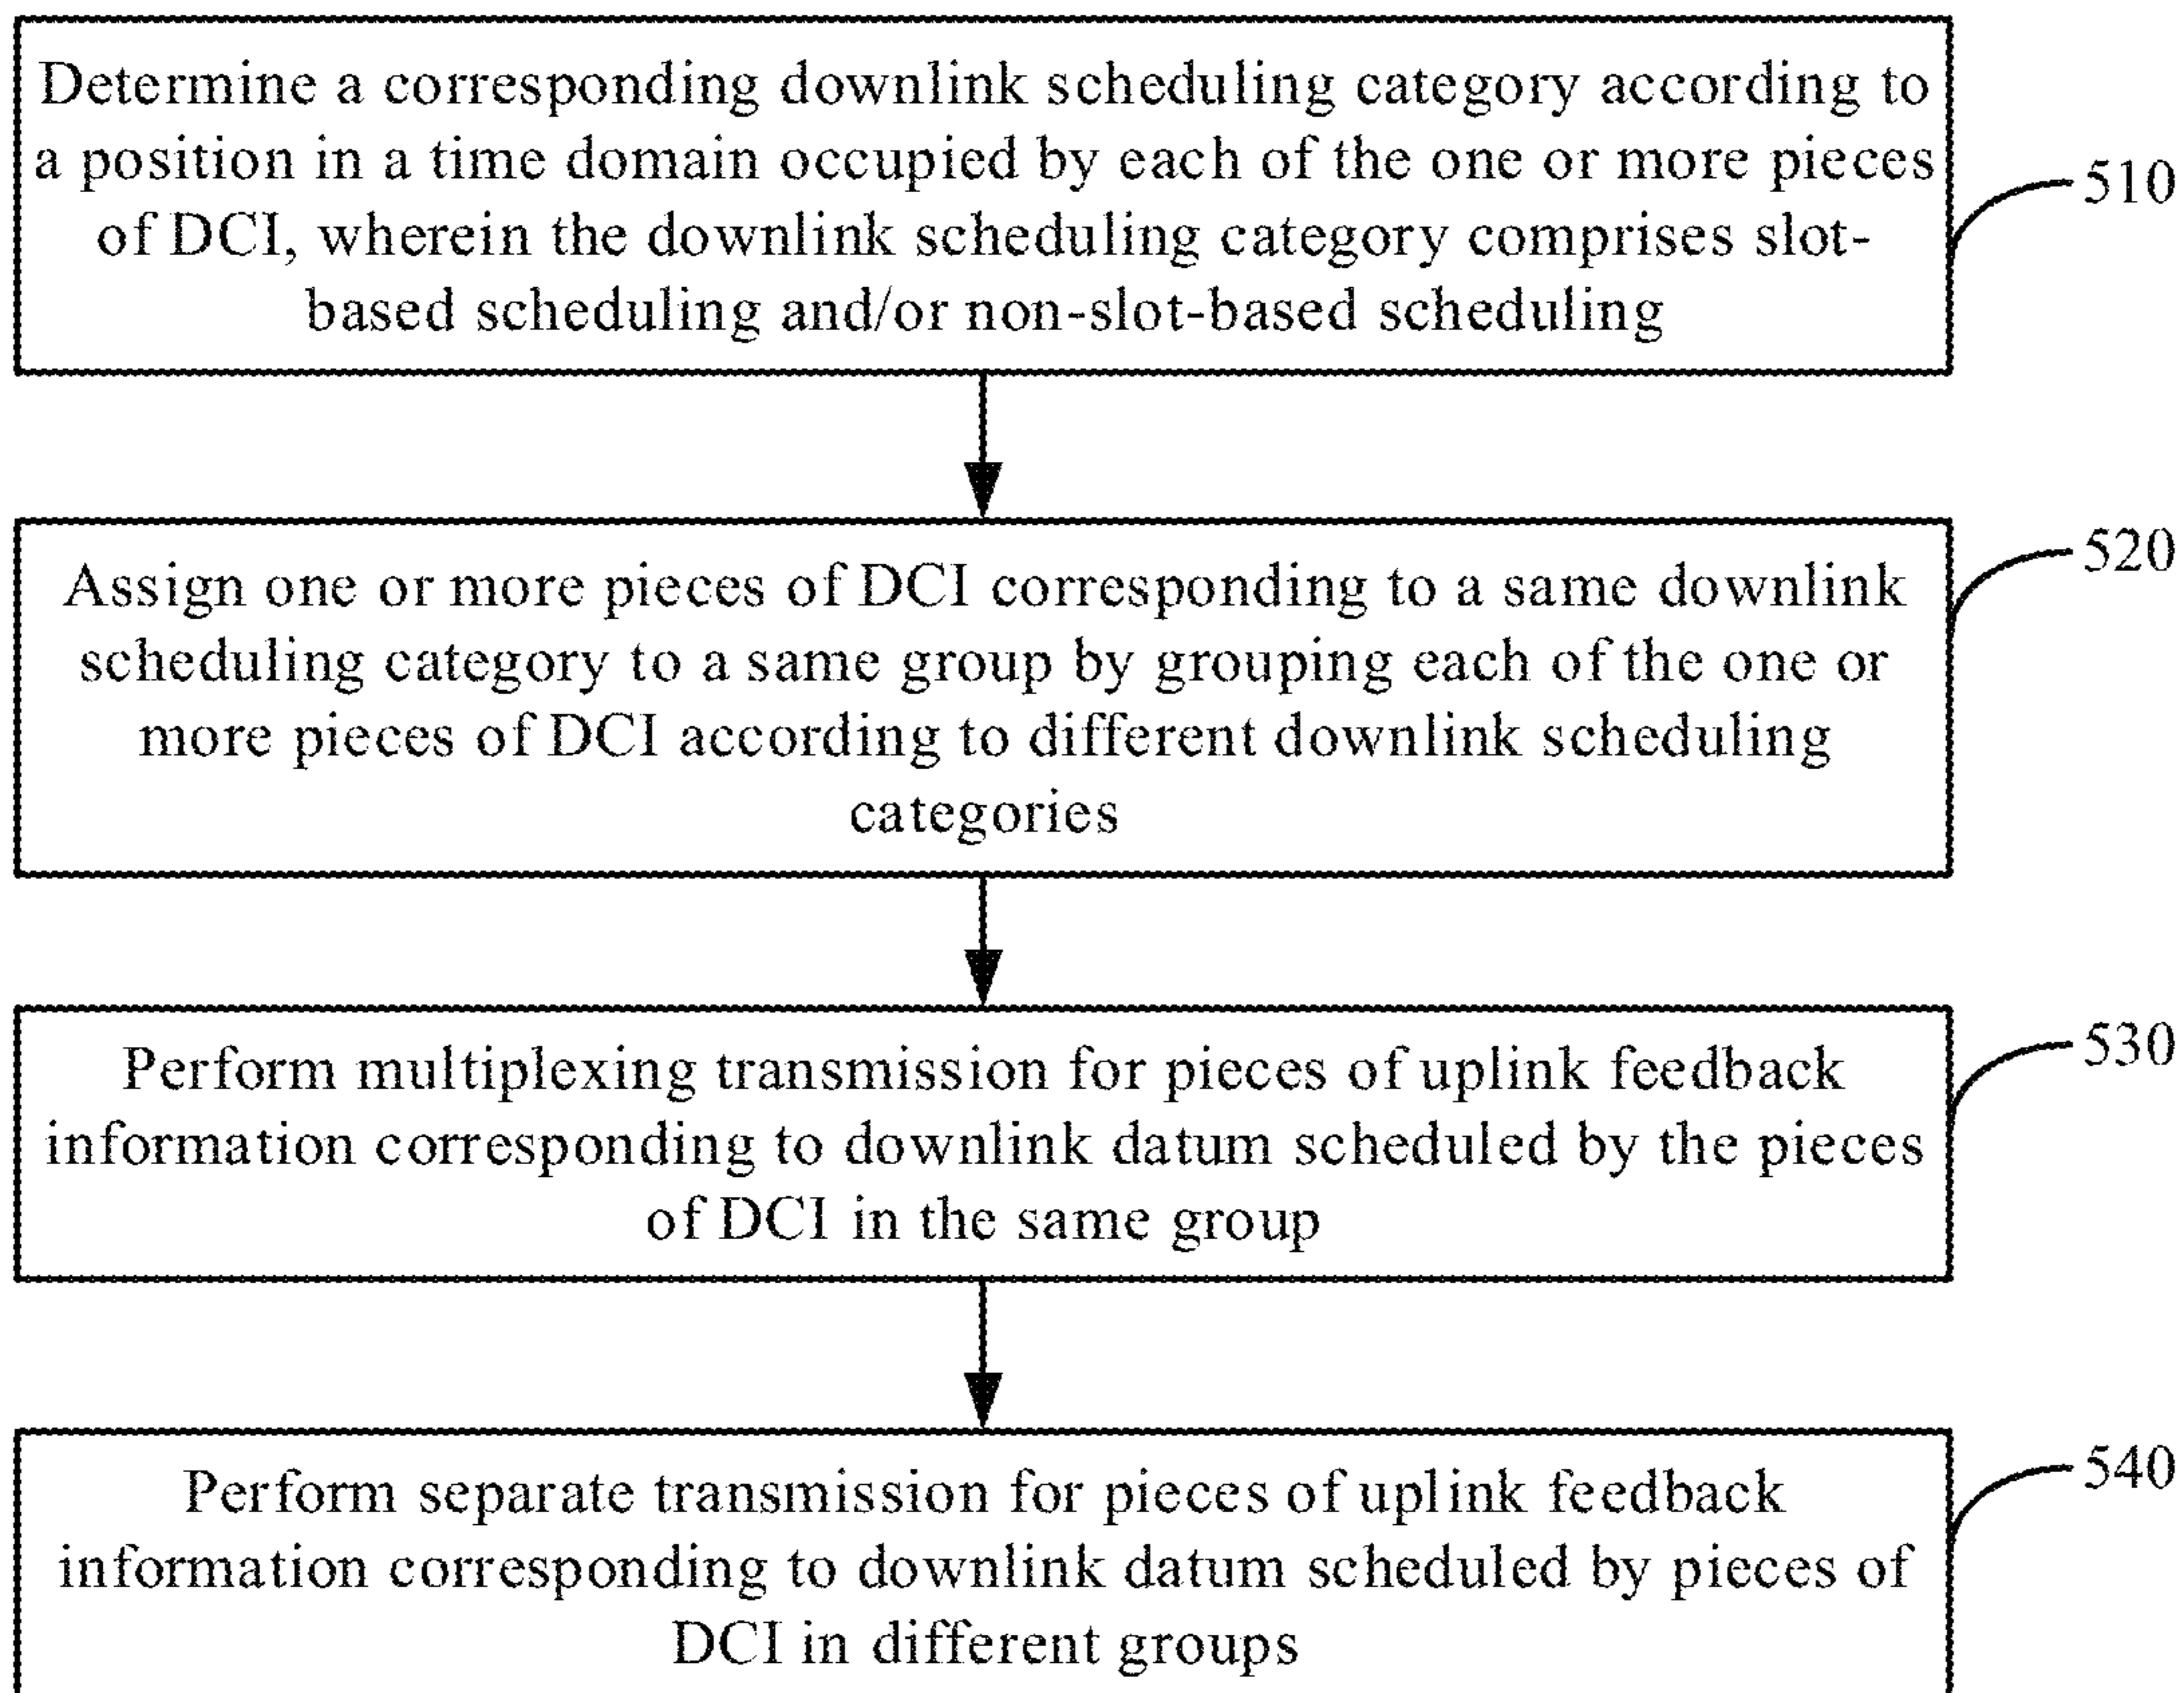 Determine a corresponding downlink scheduling category according to
a position in a time domain occupied by each of the one or more pieces
of DCI, wherein the downlink scheduling category comprises slot-
based scheduling and/or non-slot-based scheduling
510
Assign one or more pieces of DCI corresponding to a same downlink
scheduling category to a same group by grouping each of the one or
more pieces of DCI according to different downlink scheduling
categories
520
Perform multiplexing transmission for pieces of uplink feedback
information corresponding to downlink datum scheduled by the pieces
of DCI in the same group
530
Perform separate transmission for pieces of uplink feedback
information corresponding to downlink datum scheduled by pieces of
DCI in different groups
540